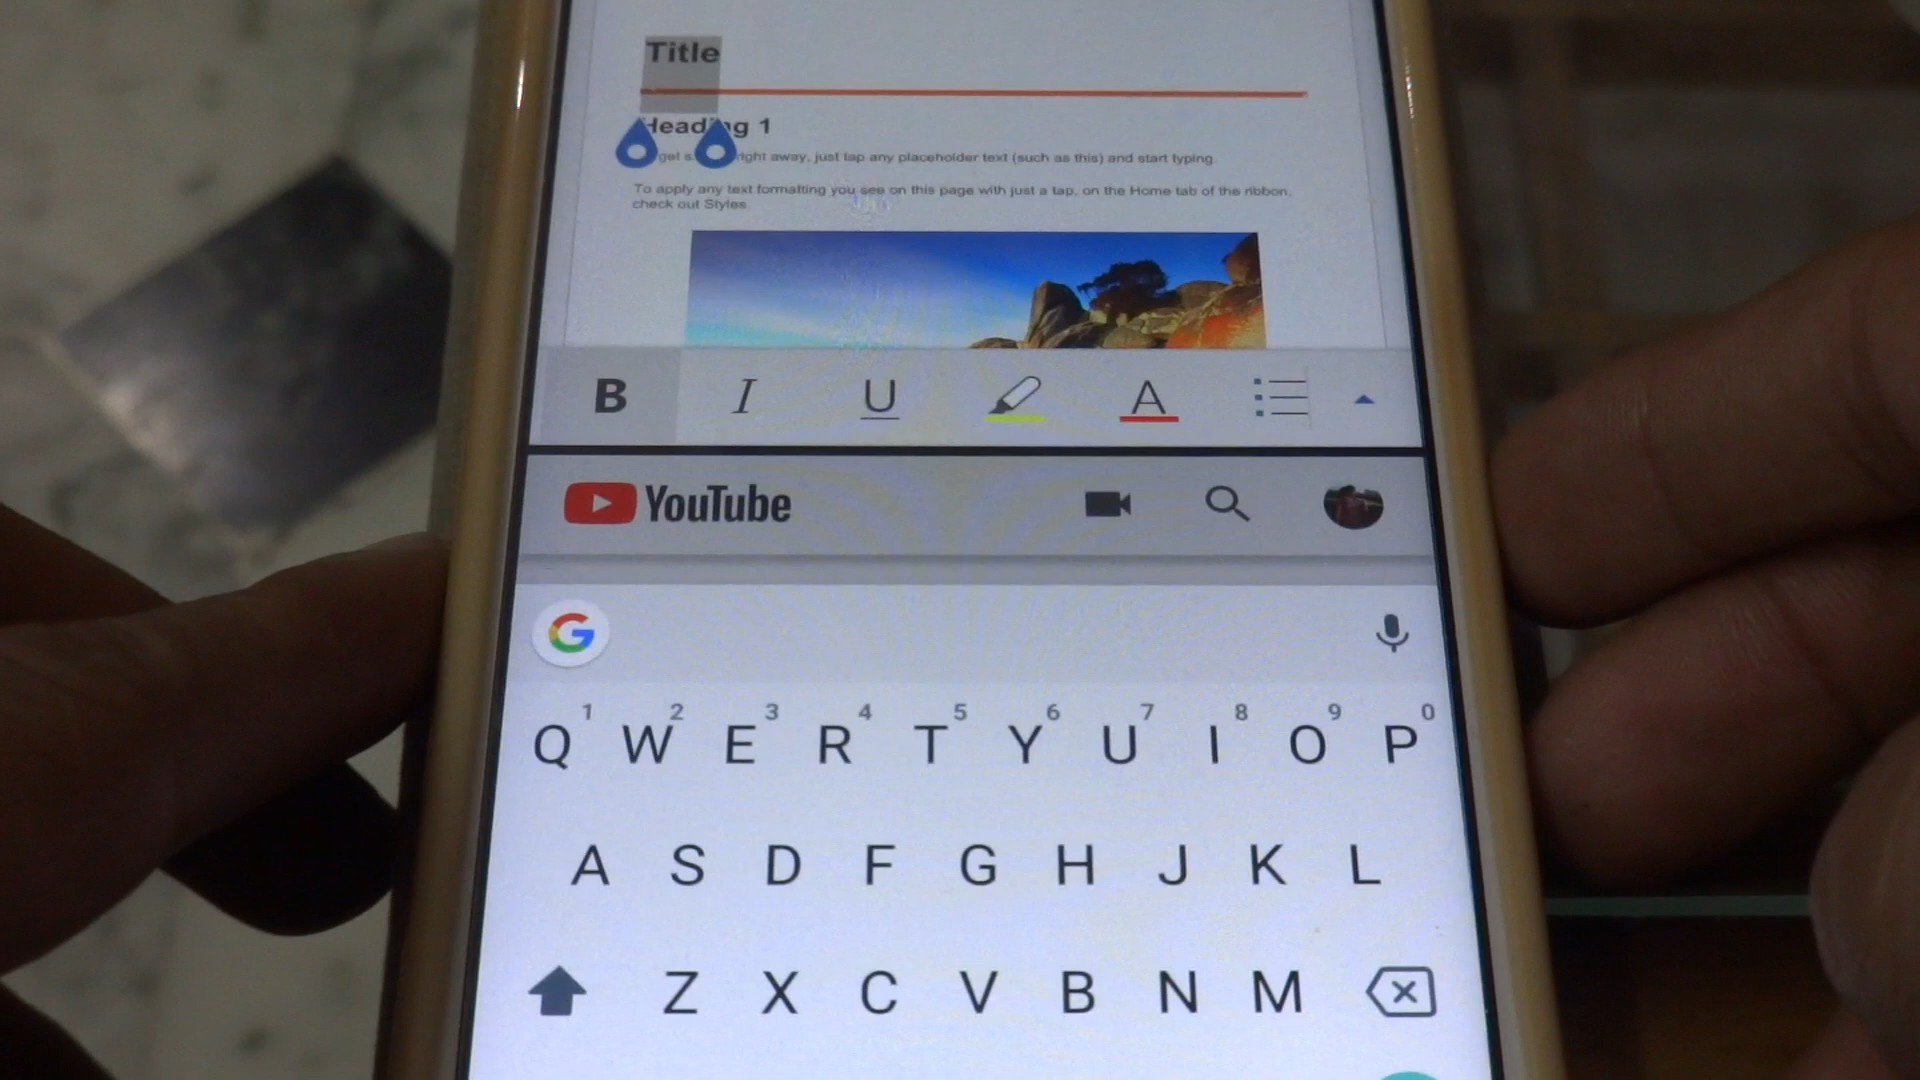 Title
Heading 1
right away, just tap any placeholder text (such as this) and start typing.
To apply any text formatting you see on this page with just a tap, on the Home tab of the ribbon,
check out Styles.
B I U A
YouTube
G
1 2 3 4 5 6 7 8 9 0
Q W E R T Y U I O P
A S D F G H J K L
Z X C V B N M